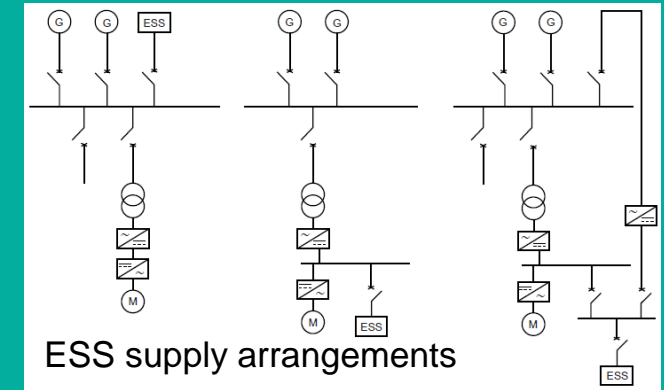 G G ESS G G G G
M
M ESS M
ESS supply arrangements
ESS